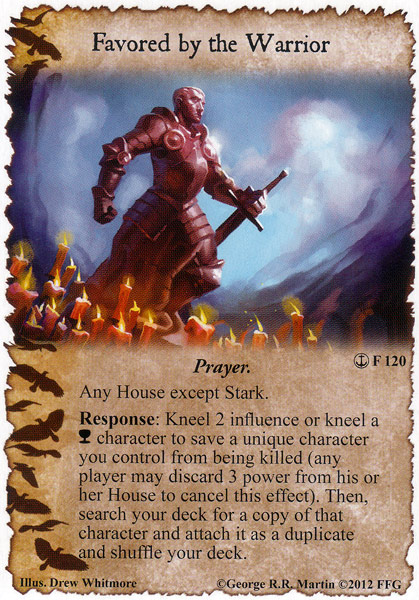 Favored by the Warrior
Prayer.
F 120
Any House except Stark.
Response: Kneel 2 influence or kneel a
character to save a unique character
you control from being killed (any
player may discard 3 power from his or
her House to cancel this effect). Then,
search your deck for a copy of that
character and attach it as a duplicate
and shuffle your deck.
Illus. Drew Whitmore
©George R.R. Martin ©2012 FFG